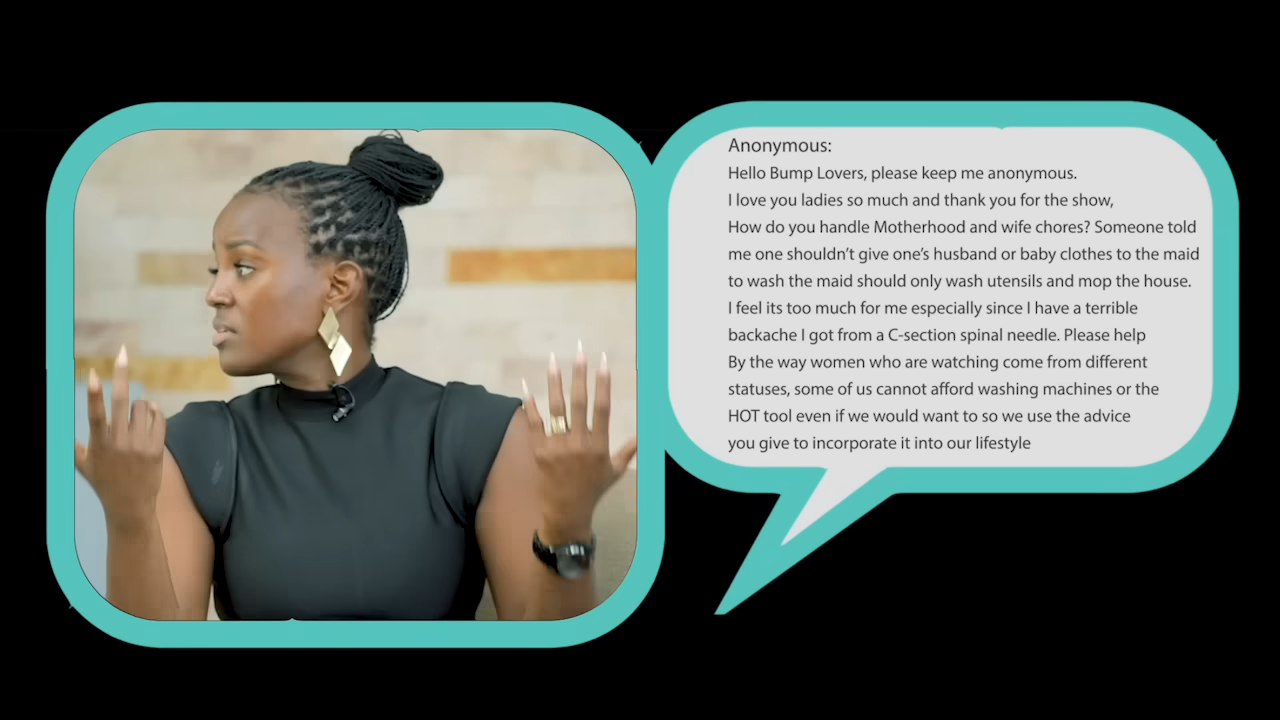 Anonymous:
Hello Bump Lovers, please keep me anonymous.
I love you ladies so much and thank you for the show,
How do you handle Motherhood and wife chores? Someone told
me one shouldn’t give one’s husband or baby clothes to the maid
to wash the maid should only wash utensils and mop the house.
I feel its too much for me especially since I have a terrible
backache I got from a C-section spinal needle. Please help
By the way women who are watching come from different
statuses, some of us cannot afford washing machines or the
HOT tool even if we would want to so we use the advice
you give to incorporate it into our lifestyle